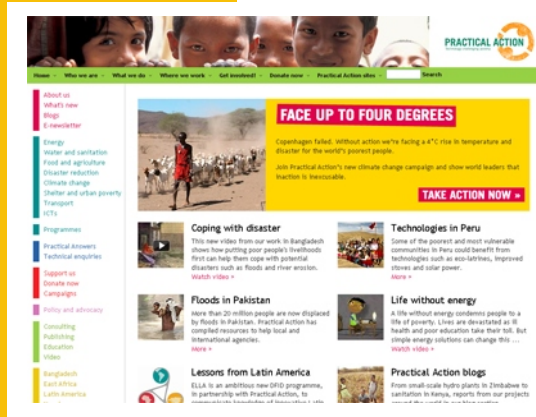 PRACTICAL ACTION
Home
Who we are
What we do
Where we work
Get involved!
Donate now
Practical Action sites
Search
About us
What's new
Blogs
E-newsletter
Energy
Water and sanitation
Food and agriculture
Disaster reduction
Climate change
Shelter and urban poverty
Transport
ICTs
Programmes
Practical Answers
Technical enquiries
Support us
Donate now
Campaigns
Policy and advocacy
Consulting
Publishing
Education
Video
Bangladesh
East Africa
Latin America
FACE UP TO FOUR DEGREES
Copenhagen failed. Without action we're facing a 4°C rise in temperature and
disaster for the world's poorest people.
Join Practical Action's new climate change campaign and show world leaders that
inaction is inexcusable.
TAKE ACTION NOW »
Coping with disaster
This new video from our work in Bangladesh
shows how putting poor people's livelihoods
first can help them cope with potential
disasters such as floods and river erosion.
Watch video »
Technologies in Peru
Some of the poorest and most vulnerable
communities in Peru could benefit from
technologies such as eco-latrines, improved
stoves and solar power.
More »
Floods in Pakistan
More than 20 million people are now displaced
by floods in Pakistan. Practical Action has
compiled resources to help local and
international agencies.
More »
Life without energy
A life without energy condemns people to a
life of poverty. Lives are devastated as ill
health and poor education take their toll. But
simple energy solutions can change this ...
Watch video »
Lessons from Latin America
ELLA is an ambitious new DFID programme,
in partnership with Practical Action, to
Practical Action blogs
From small-scale hydro plants in Zimbabwe to
sanitation in Kenya, reports from our projects